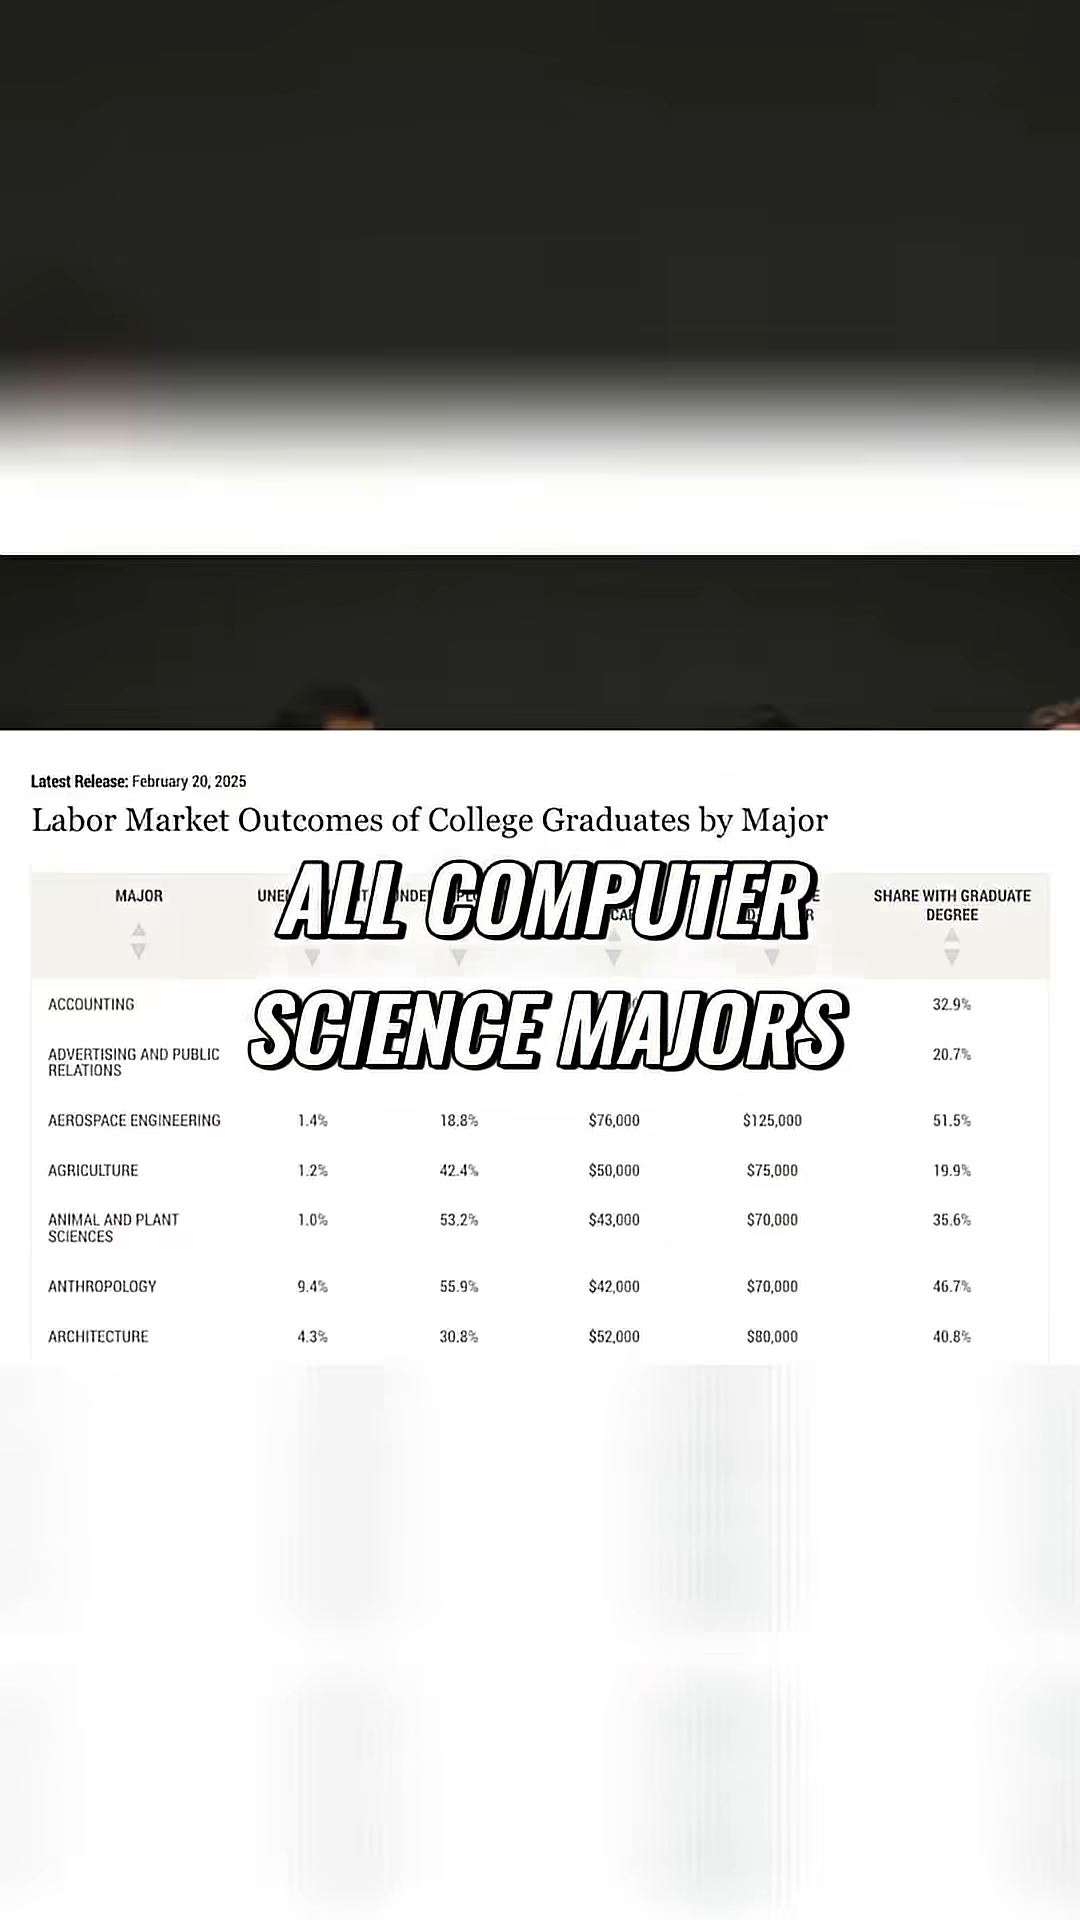 Latest Release: February 20, 2025
Labor Market Outcomes of College Graduates by Major
ALL COMPUTER
SCIENCE MAJORS
MAJOR SHARE WITH GRADUATE
DEGREE
ACCOUNTING 32.9%
ADVERTISING AND PUBLIC
RELATIONS 20.7%
AEROSPACE ENGINEERING 1.4% 18.8% $76,000 $125,000 51.5%
AGRICULTURE 1.2% 42.4% $50,000 $75,000 19.9%
ANIMAL AND PLANT
SCIENCES 1.0% 53.2% $43,000 $70,000 35.6%
ANTHROPOLOGY 9.4% 55.9% $42,000 $70,000 46.7%
ARCHITECTURE 4.3% 30.8% $52,000 $80,000 40.8%